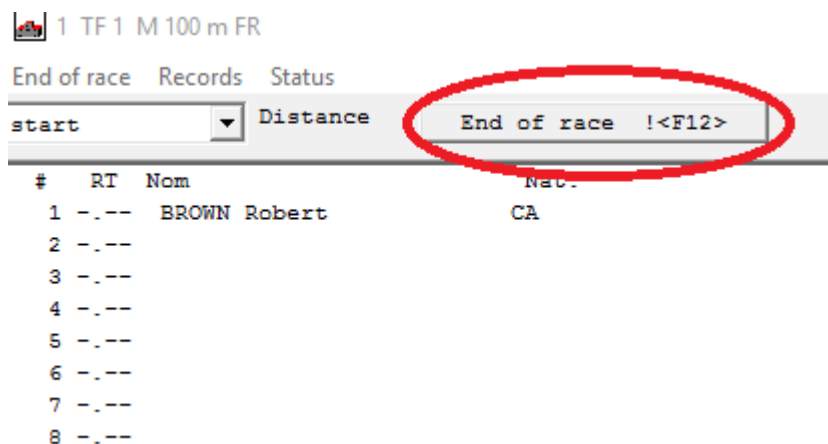 1 TF 1 M 100 m FR
End of race Records Status
start Distance End of race !<F12>
# RT Nom Nat.
1 -.-- BROWN Robert CA
2 -.--
3 -.--
4 -.--
5 -.--
6 -.--
7 -.--
8 -.--